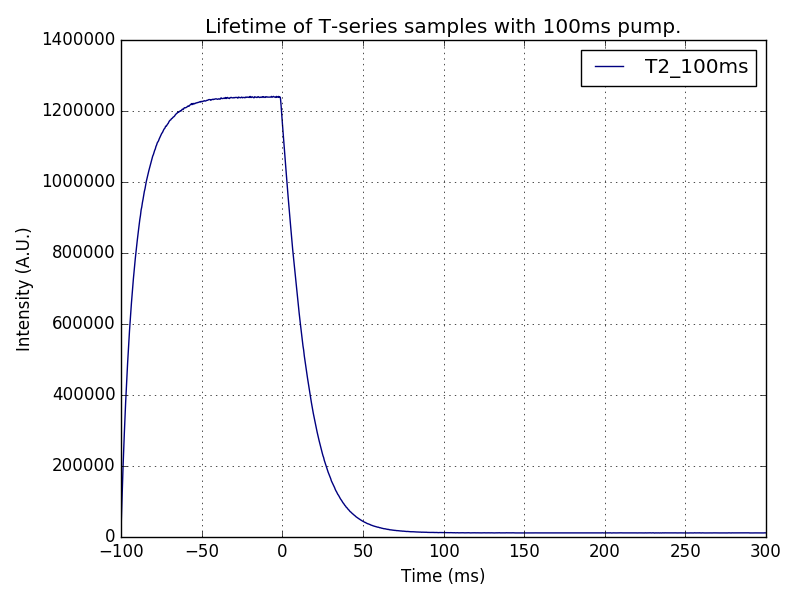 Lifetime of T-series samples with 100ms pump.
T2_100ms
Intensity (A.U.)
1400000
1200000
1000000
800000
600000
400000
200000
0
−100 −50 0 50 100 150 200 250 300
Time (ms)